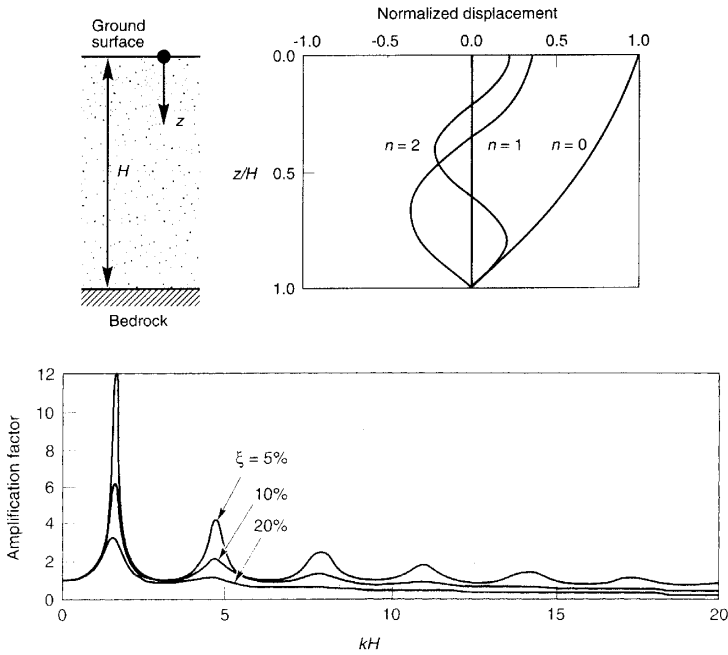 Ground
surface
z
H
Bedrock
Normalized displacement
-1.0 -0.5 0.0 0.5 1.0
0.0
0.5
1.0
z/H
n = 2 n = 1 n = 0
Amplification factor
12
10
8
6
4
2
0
ξ = 5%
10%
20%
0 5 10 15 20
kH